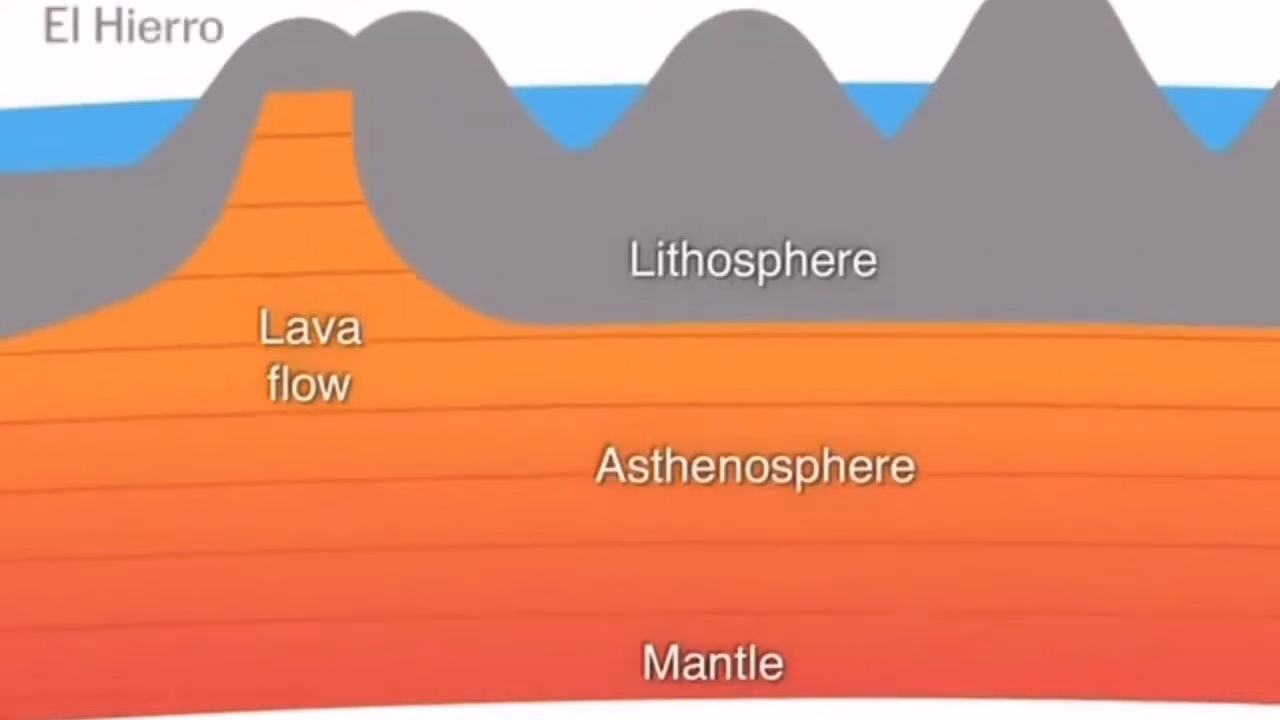 El Hierro
Lithosphere
Lava
flow
Asthenosphere
Mantle